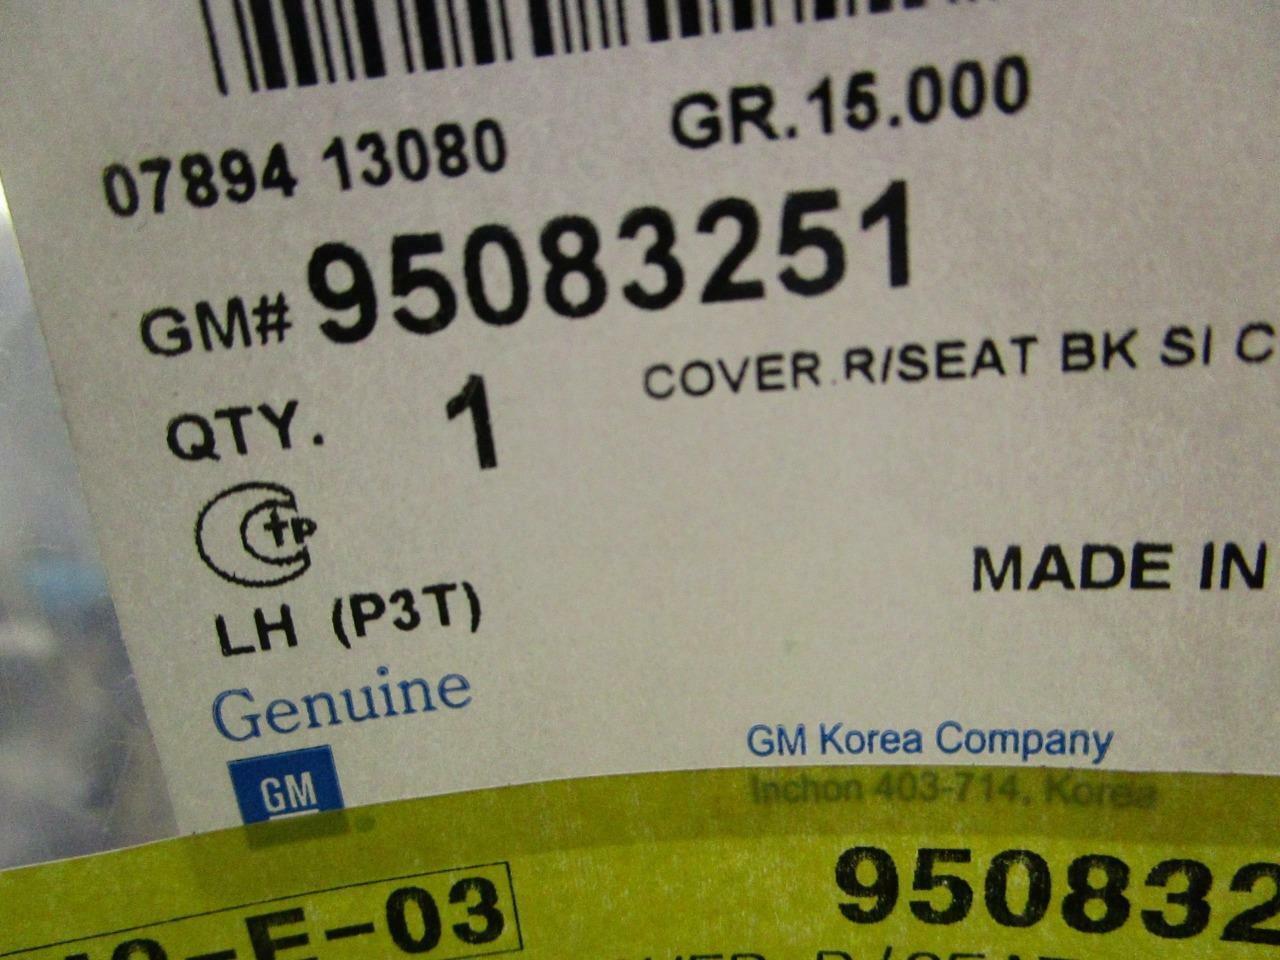 07894 13080 GR.15.000
GM# 95083251
QTY. 1 COVER R/SEAT BK SI C
LH (P3T)
MADE IN
Genuine
GM
GM Korea Company
Inchon 403-714, Korea
-E-03
950832